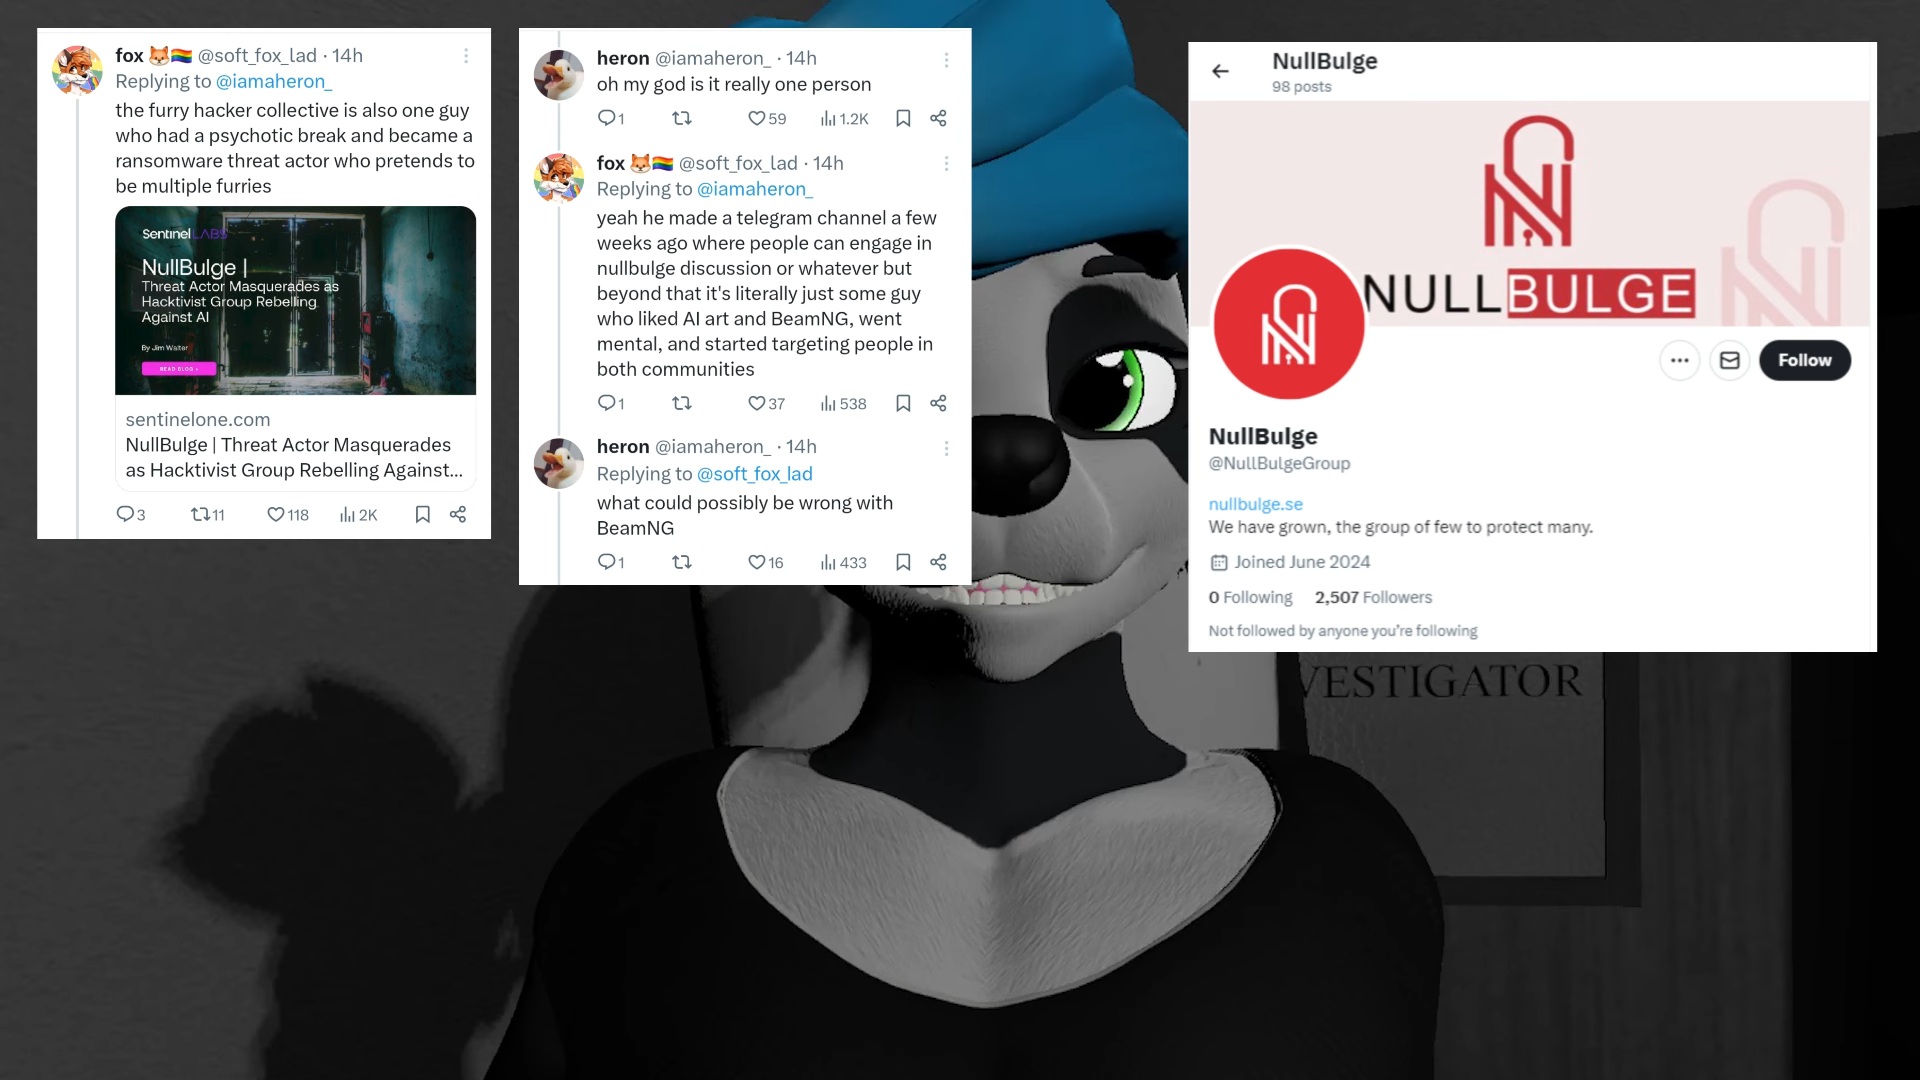 fox 🦊🏳️‍🌈 @soft_fox_lad · 14h
Replying to @iamaheron_
the furry hacker collective is also one guy
who had a psychotic break and became a
ransomware threat actor who pretends to
be multiple furries
SentinelLABS
NullBulge |
Threat Actor Masquerades as
Hacktivist Group Rebelling
Against AI
By Jim Walter
READ BLOG »
sentinelone.com
NullBulge | Threat Actor Masquerades
as Hacktivist Group Rebelling Against...
3 11 118 2K
heron @iamaheron_ · 14h
oh my god is it really one person
1 59 1.2K
fox 🦊🏳️‍🌈 @soft_fox_lad · 14h
Replying to @iamaheron_
yeah he made a telegram channel a few
weeks ago where people can engage in
nullbulge discussion or whatever but
beyond that it's literally just some guy
who liked AI art and BeamNG, went
mental, and started targeting people in
both communities
1 37 538
heron @iamaheron_ · 14h
Replying to @soft_fox_lad
what could possibly be wrong with
BeamNG
1 16 433
NullBulge
98 posts
NULLBULGE
Follow
NullBulge
@NullBulgeGroup
nullbulge.se
We have grown, the group of few to protect many.
Joined June 2024
0 Following 2,507 Followers
Not followed by anyone you're following
VESTIGATOR